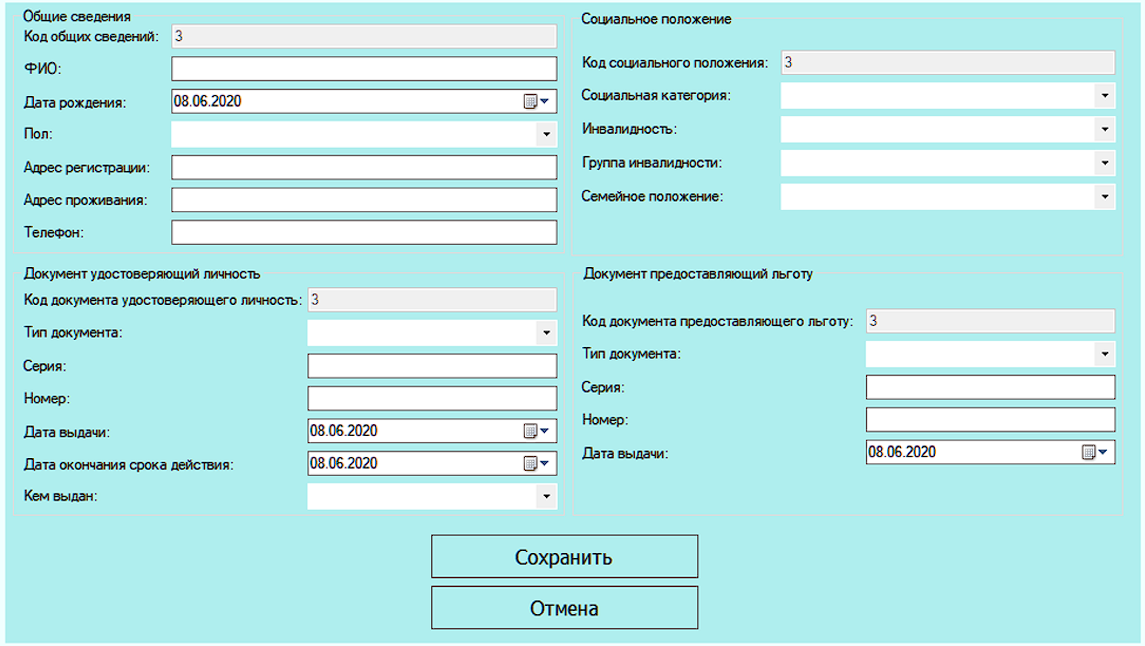 Общие сведения
Код общих сведений: 3
ФИО:
Дата рождения: 08.06.2020
Пол:
Адрес регистрации:
Адрес проживания:
Телефон:
Социальное положение
Код социального положения: 3
Социальная категория:
Инвалидность:
Группа инвалидности:
Семейное положение:
Документ удостоверяющий личность
Код документа удостоверяющего личность: 3
Тип документа:
Серия:
Номер:
Дата выдачи: 08.06.2020
Дата окончания срока действия: 08.06.2020
Кем выдан:
Документ предоставляющий льготу
Код документа предоставляющего льготу: 3
Тип документа:
Серия:
Номер:
Дата выдачи: 08.06.2020
Сохранить
Отмена